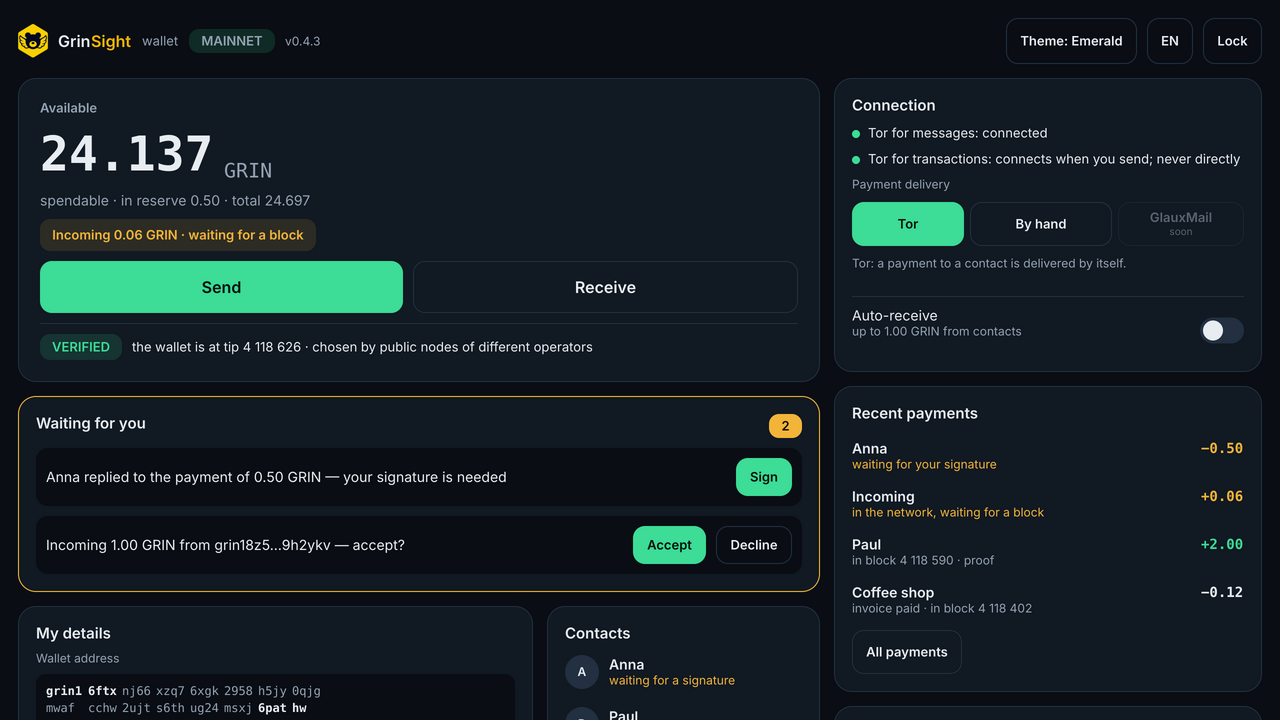 GrinSight wallet MAINNET v0.4.3
Theme: Emerald EN Lock
Available
24.137 GRIN
spendable · in reserve 0.50 · total 24.697
Incoming 0.06 GRIN · waiting for a block
Send Receive
VERIFIED the wallet is at tip 4 118 626 · chosen by public nodes of different operators
Waiting for you 2
Anna replied to the payment of 0.50 GRIN — your signature is needed Sign
Incoming 1.00 GRIN from grin18z5…9h2ykv — accept? Accept Decline
My details
Wallet address
grin1 6ftx nj66 xzq7 6xgk 2958 h5jy 0qjg
mwaf cchw 2ujt s6th ug24 msxj 6pat hw
Contacts
A Anna
waiting for a signature
Paul
Connection
Tor for messages: connected
Tor for transactions: connects when you send; never directly
Payment delivery
Tor By hand GlauxMail
soon
Tor: a payment to a contact is delivered by itself.
Auto-receive
up to 1.00 GRIN from contacts
Recent payments
Anna −0.50
waiting for your signature
Incoming +0.06
in the network, waiting for a block
Paul +2.00
in block 4 118 590 · proof
Coffee shop −0.12
invoice paid · in block 4 118 402
All payments